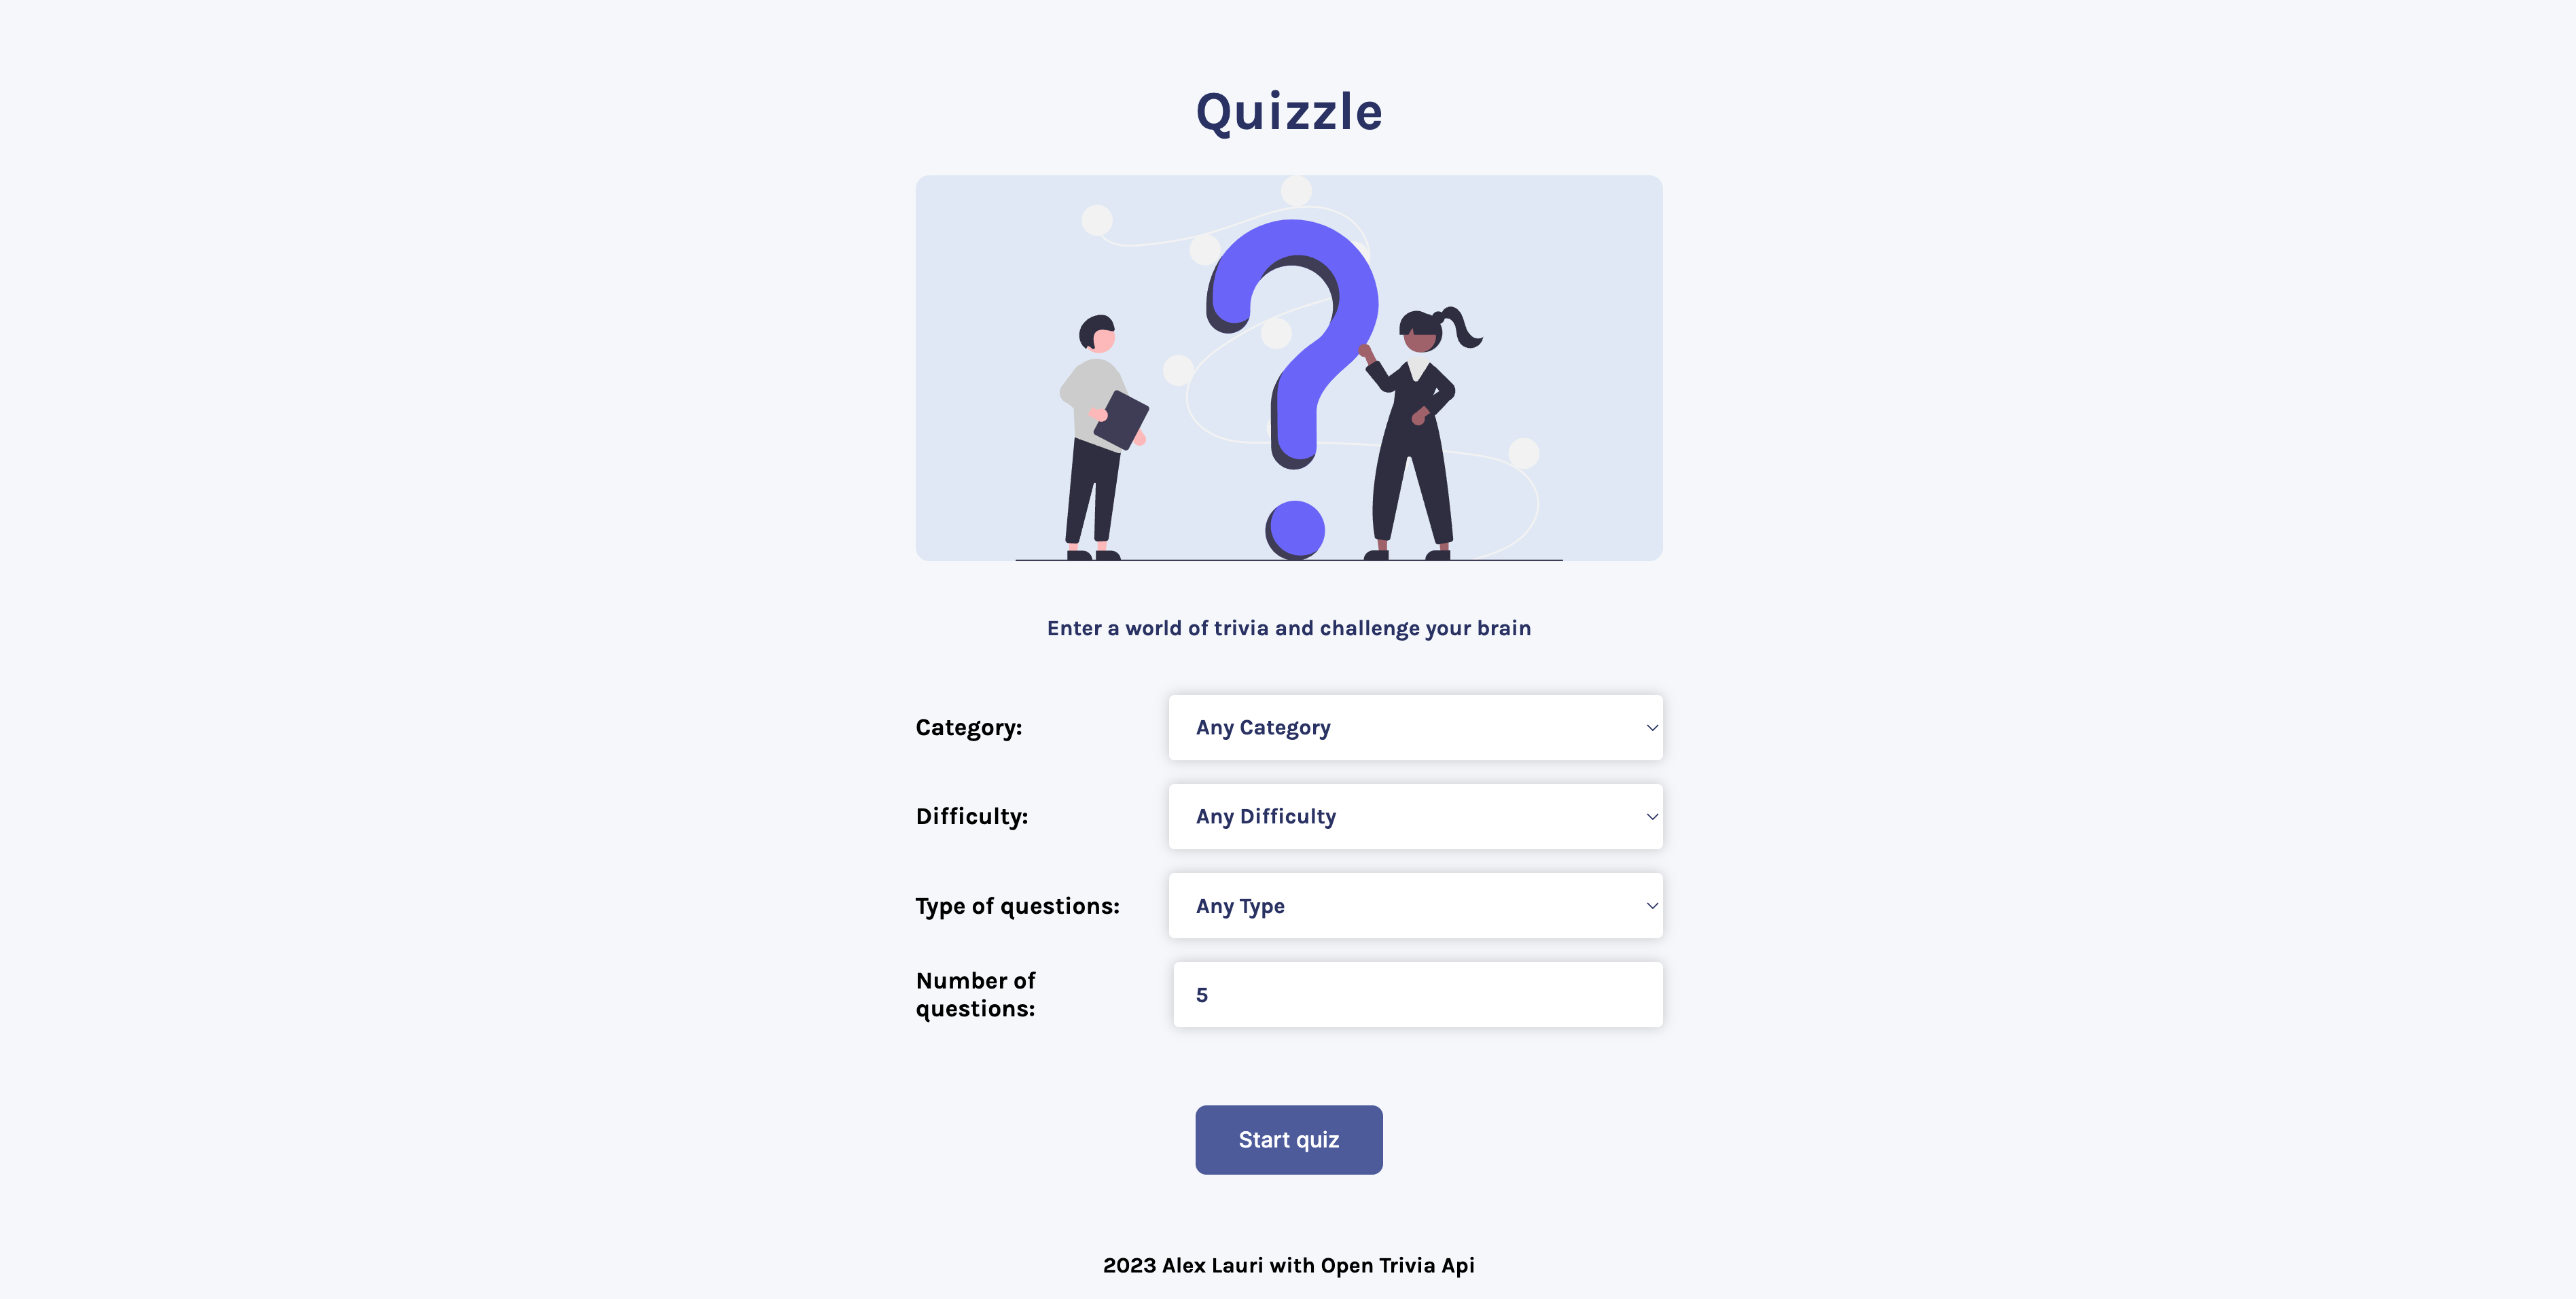 Quizzle
Enter a world of trivia and challenge your brain
Category:
Any Category
Difficulty:
Any Difficulty
Type of questions:
Any Type
Number of
questions:
5
Start quiz
2023 Alex Lauri with Open Trivia Api